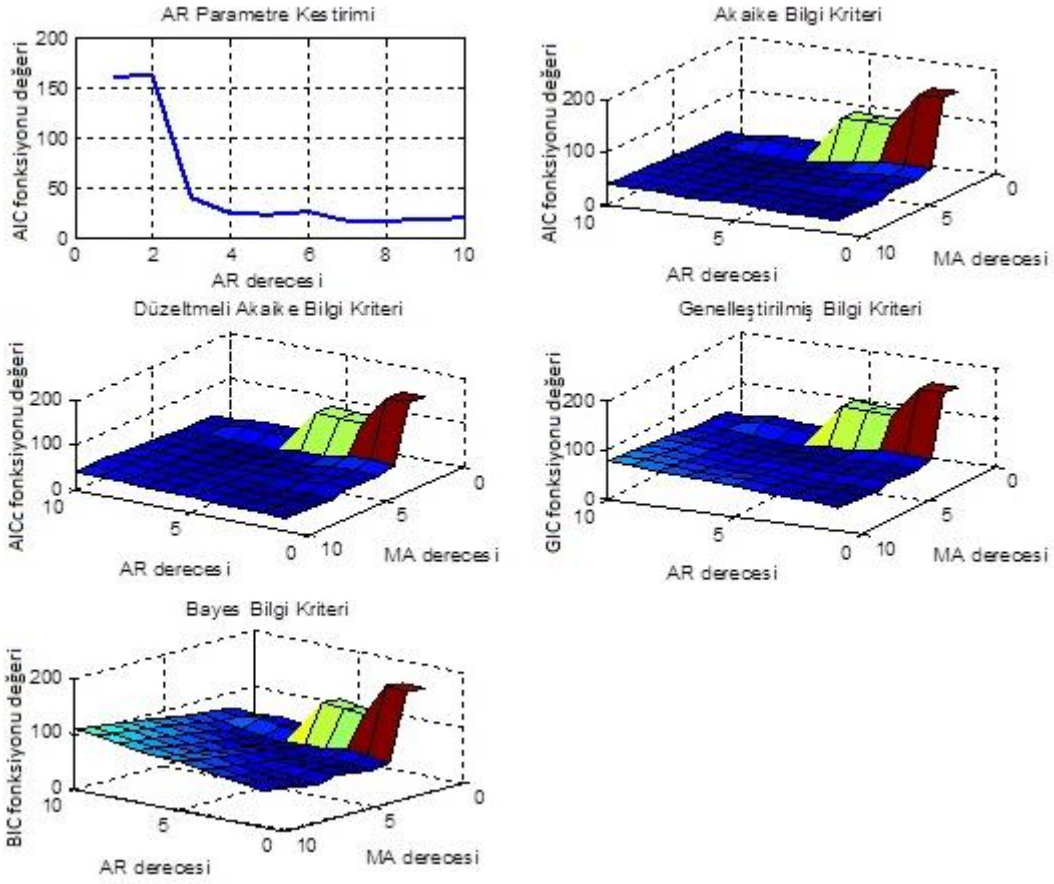 AR Parametre Kestirimi
AIC fonksiyonu değeri
200
150
100
50
0
0 2 4 6 8 10
AR derecesi
Akaike Bilgi Kriteri
AIC fonksiyonu değeri
200
100
0
10
5
0
10
5
0
AR derecesi
MA derecesi
Düzeltmeli Akaike Bilgi Kriteri
AICc fonksiyonu değeri
200
100
0
10
5
0
10
5
0
AR derecesi
MA derecesi
Genelleştirilmiş Bilgi Kriteri
GIC fonksiyonu değeri
200
100
0
10
5
0
10
5
0
AR derecesi
MA derecesi
Bayes Bilgi Kriteri
BIC fonksiyonu değeri
200
100
0
10
5
0
10
5
0
AR derecesi
MA derecesi